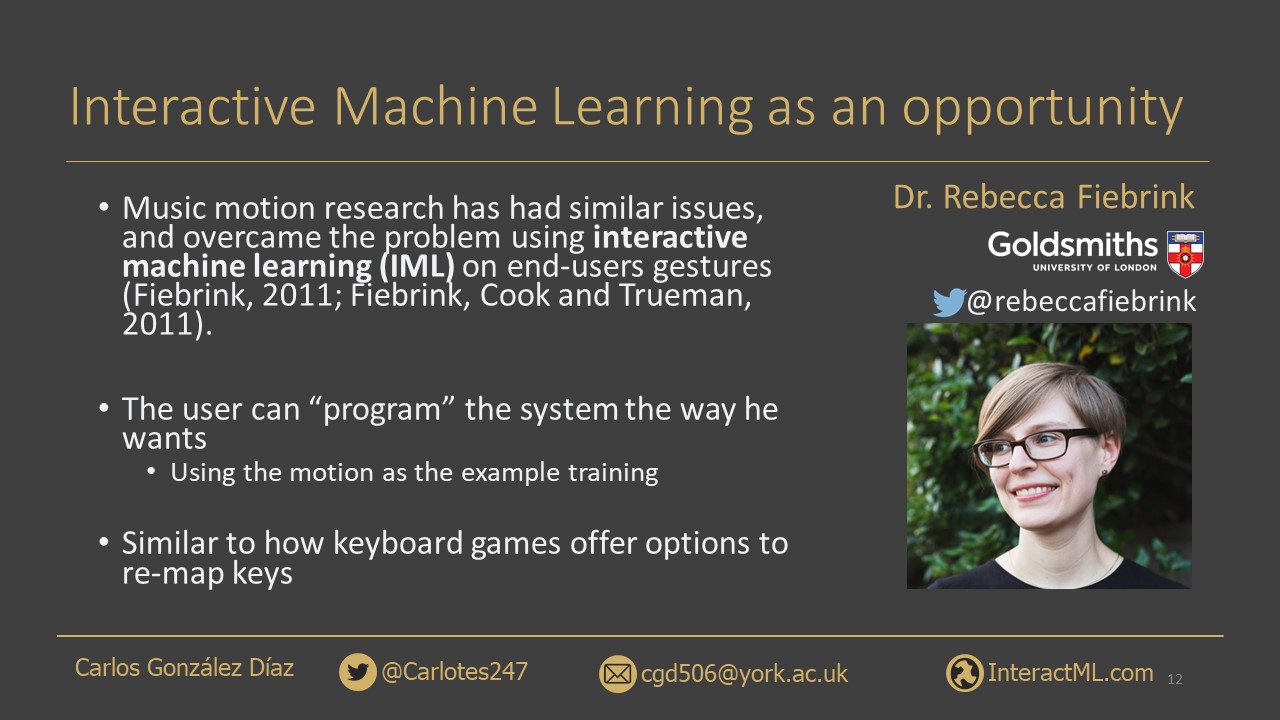 Interactive Machine Learning as an opportunity
• Music motion research has had similar issues,
and overcame the problem using interactive
machine learning (IML) on end-users gestures
(Fiebrink, 2011; Fiebrink, Cook and Trueman,
2011).
• The user can “program” the system the way he
wants
• Using the motion as the example training
• Similar to how keyboard games offer options to
re-map keys
Dr. Rebecca Fiebrink
Goldsmiths
UNIVERSITY OF LONDON
@rebeccafiebrink
Carlos González Díaz
@Carlotes247
cgd506@york.ac.uk
InteractML.com
12